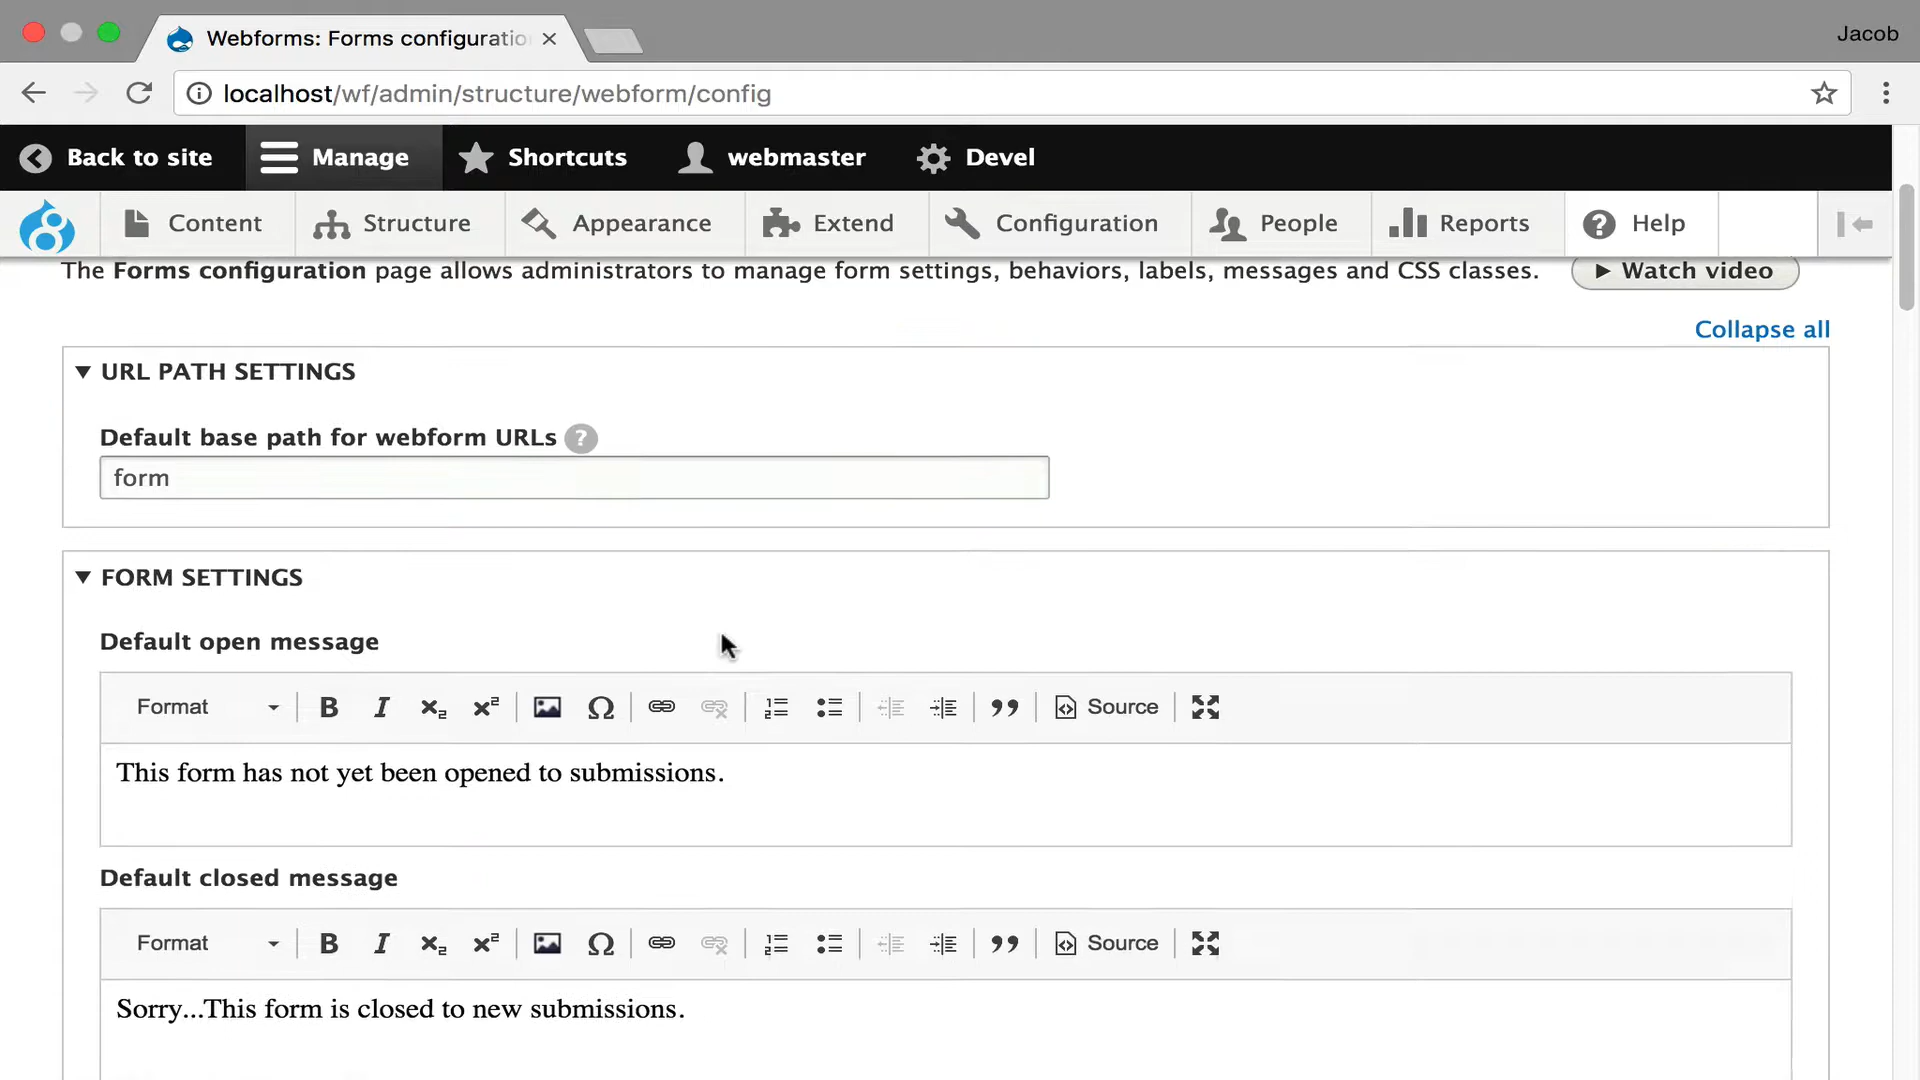 Webforms: Forms configuratio
Jacob
localhost/wf/admin/structure/webform/config
Back to site Manage Shortcuts webmaster Devel
Content Structure Appearance Extend Configuration People Reports Help
The Forms configuration page allows administrators to manage form settings, behaviors, labels, messages and CSS classes. ▶ Watch video
Collapse all
▼ URL PATH SETTINGS
Default base path for webform URLs ?
form
▼ FORM SETTINGS
Default open message
Format B I x₂ x² Ω Source
This form has not yet been opened to submissions.
Default closed message
Format B I x₂ x² Ω Source
Sorry...This form is closed to new submissions.